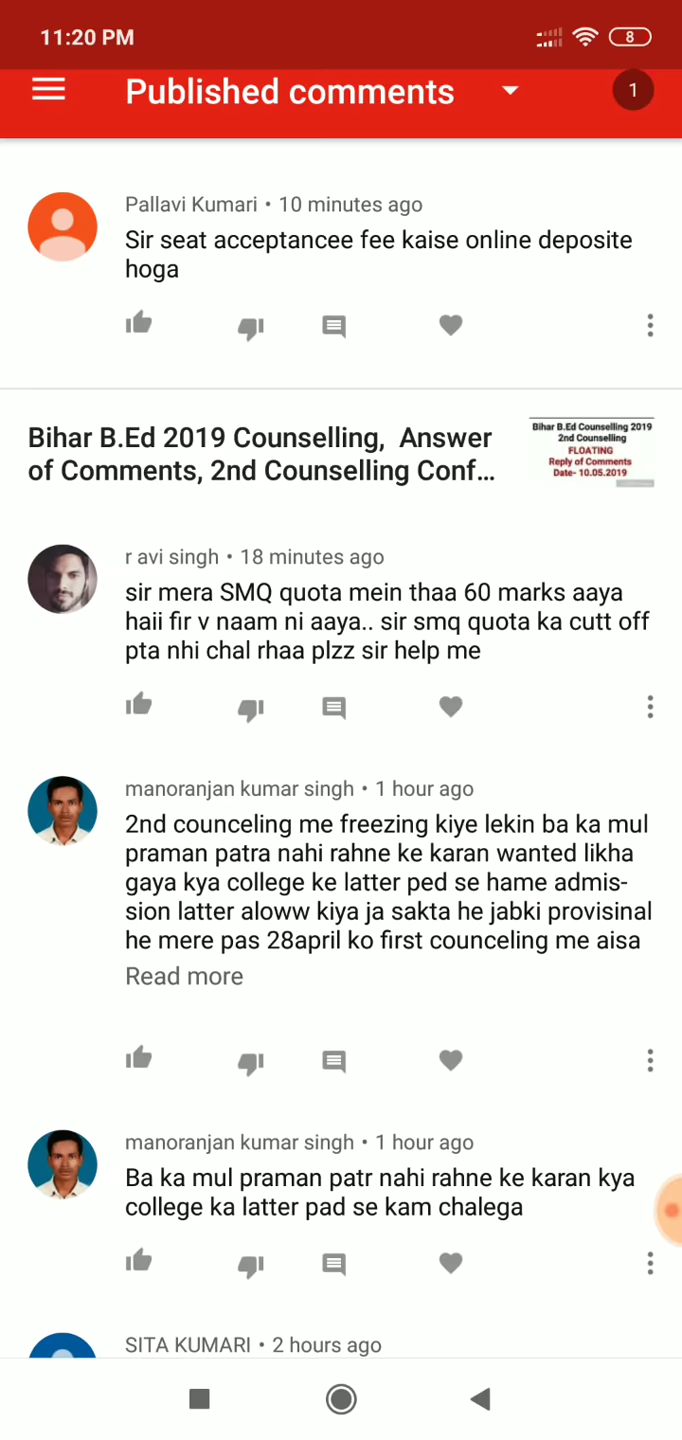 11:20 PM
8
Published comments
1
Pallavi Kumari • 10 minutes ago
Sir seat acceptancee fee kaise online deposite
hoga
Bihar B.Ed 2019 Counselling, Answer
of Comments, 2nd Counselling Conf...
Bihar B.Ed Counselling 2019
2nd Counselling
FLOATING
Reply of Comments
Date- 10.05.2019
r avi singh • 18 minutes ago
sir mera SMQ quota mein thaa 60 marks aaya
haii fir v naam ni aaya.. sir smq quota ka cutt off
pta nhi chal rhaa plzz sir help me
manoranjan kumar singh • 1 hour ago
2nd counceling me freezing kiye lekin ba ka mul
praman patra nahi rahne ke karan wanted likha
gaya kya college ke latter ped se hame admis-
sion latter aloww kiya ja sakta he jabki provisinal
he mere pas 28april ko first counceling me aisa
Read more
manoranjan kumar singh • 1 hour ago
Ba ka mul praman patr nahi rahne ke karan kya
college ka latter pad se kam chalega
SITA KUMARI • 2 hours ago